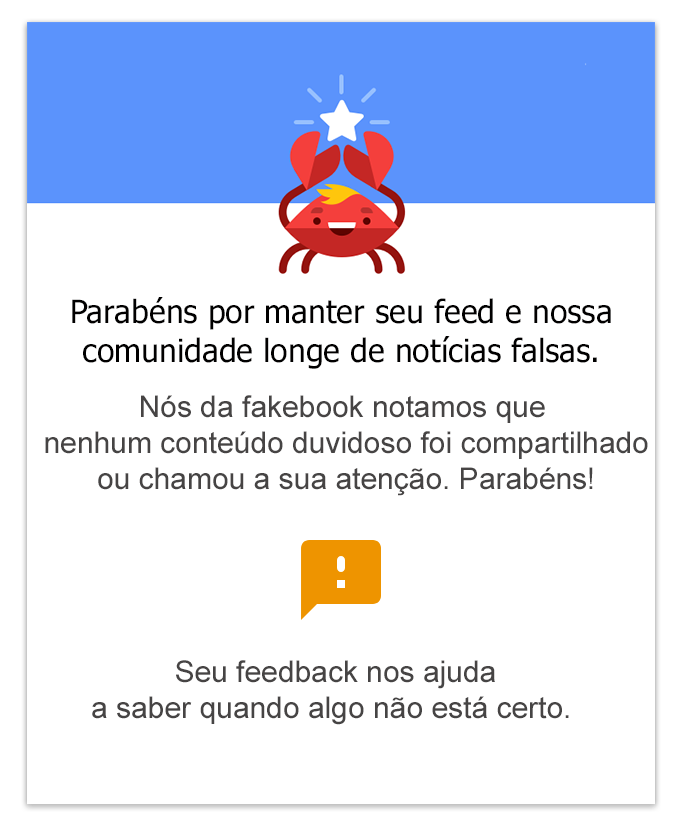 Parabéns por manter seu feed e nossa
comunidade longe de notícias falsas.
Nós da fakebook notamos que
nenhum conteúdo duvidoso foi compartilhado
ou chamou a sua atenção. Parabéns!
Seu feedback nos ajuda
a saber quando algo não está certo.